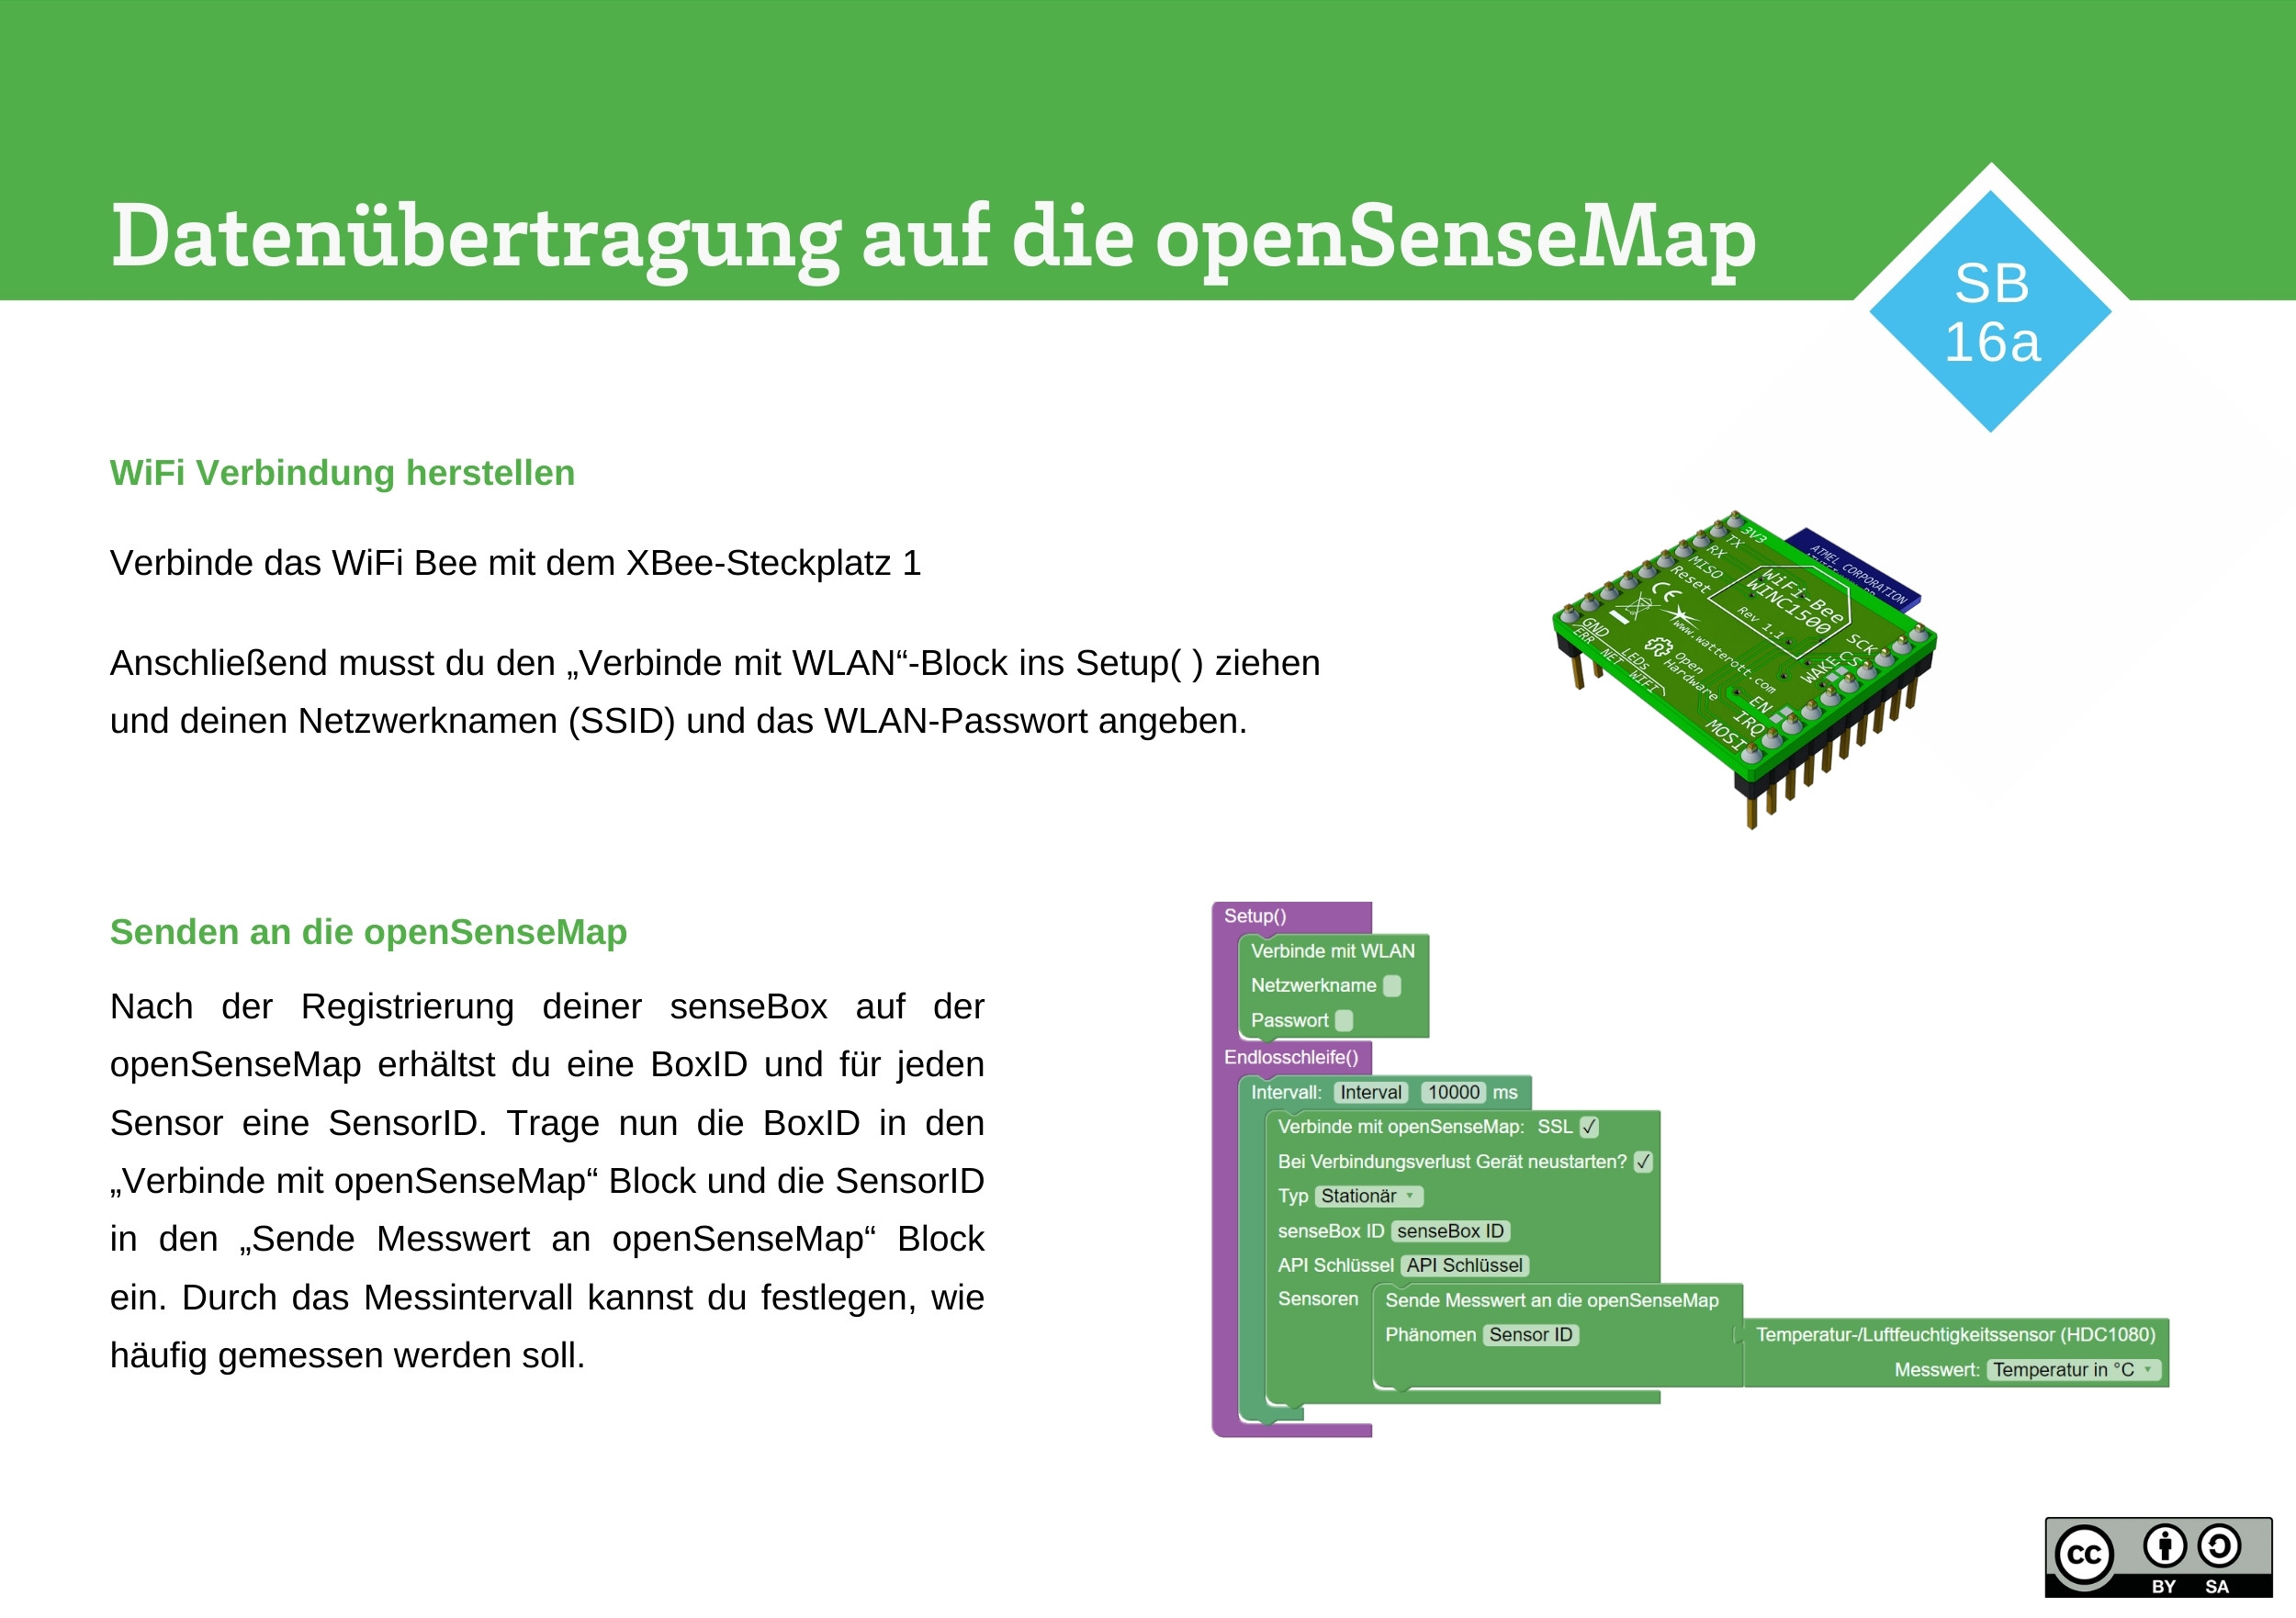 Datenübertragung auf die openSenseMap
SB
16a
WiFi Verbindung herstellen
Verbinde das WiFi Bee mit dem XBee-Steckplatz 1
Anschließend musst du den „Verbinde mit WLAN“-Block ins Setup( ) ziehen
und deinen Netzwerknamen (SSID) und das WLAN-Passwort angeben.
3V3
TX
RX
MISO
Reset
GND
ERR
NET
LEDs
WIFI
WiFi-Bee
WINC1500
Rev 1.1
www.watterott.com
Open
Hardware
ATMEL CORPORATION
SCK
CS
WAKE
EN
IRQ
MOSI
Senden an die openSenseMap
Nach der Registrierung deiner senseBox auf der
openSenseMap erhältst du eine BoxID und für jeden
Sensor eine SensorID. Trage nun die BoxID in den
„Verbinde mit openSenseMap“ Block und die SensorID
in den „Sende Messwert an openSenseMap“ Block
ein. Durch das Messintervall kannst du festlegen, wie
häufig gemessen werden soll.
Setup()
Verbinde mit WLAN
Netzwerkname
Passwort
Endlosschleife()
Intervall: Interval 10000 ms
Verbinde mit openSenseMap: SSL ✓
Bei Verbindungsverlust Gerät neustarten? ✓
Typ Stationär
senseBox ID senseBox ID
API Schlüssel API Schlüssel
Sensoren Sende Messwert an die openSenseMap
Phänomen Sensor ID Temperatur-/Luftfeuchtigkeitssensor (HDC1080)
Messwert: Temperatur in °C
CC
BY SA